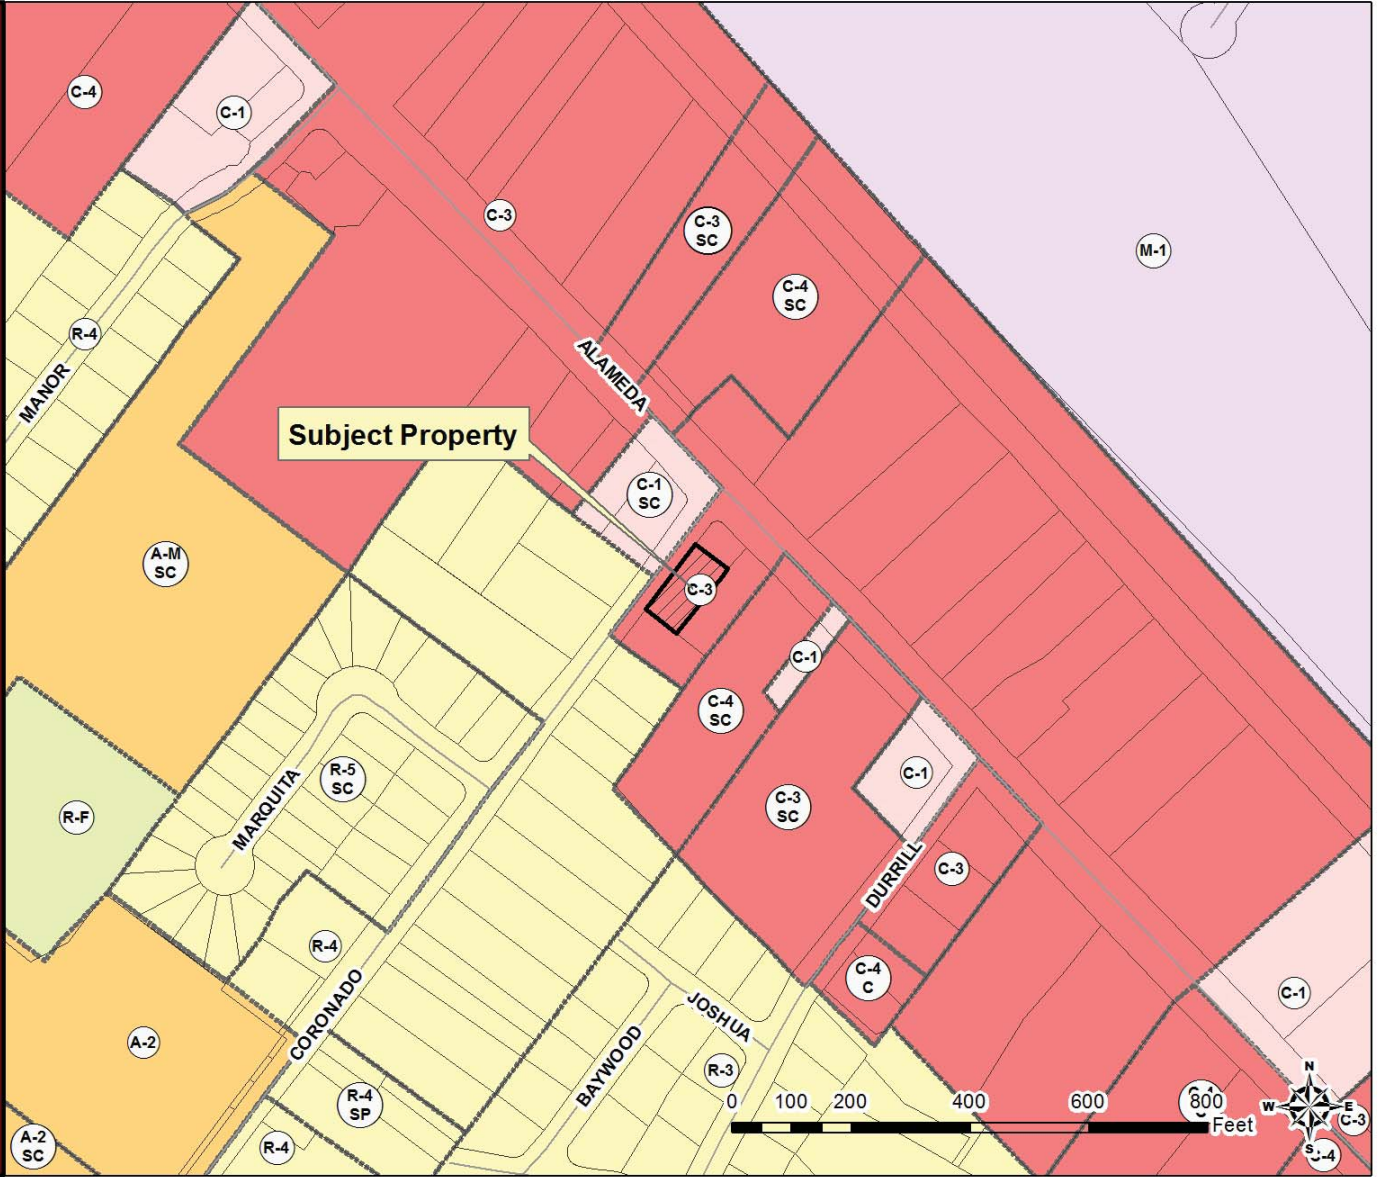 C-4
C-1
C-3
C-3
SC
C-4
SC
M-1
R-4
MANOR
ALAMEDA
Subject Property
C-1
SC
A-M
SC
C-3
C-1
C-4
SC
R-5
SC
MARQUITA
R-F
C-3
SC
C-1
DURRILL
C-3
R-4
C-4
C
C-1
CORONADO
JOSHUA
BAYWOOD
A-2
R-3
R-4
SP
R-4
A-2
SC
0 100 200 400 600 800
Feet
N
W E
S
C-3